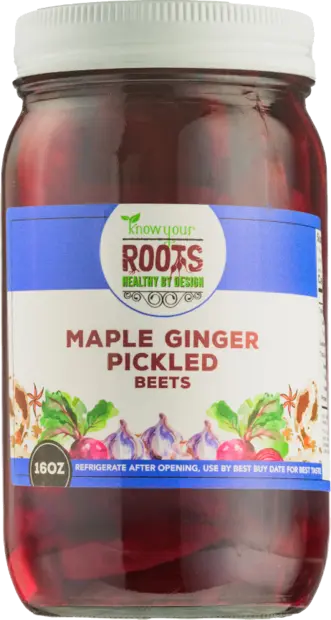 know your
ROOTS
HEALTHY BY DESIGN
MAPLE GINGER
PICKLED
BEETS
16OZ
REFRIGERATE AFTER OPENING, USE BY BEST BUY DATE FOR BEST TASTE